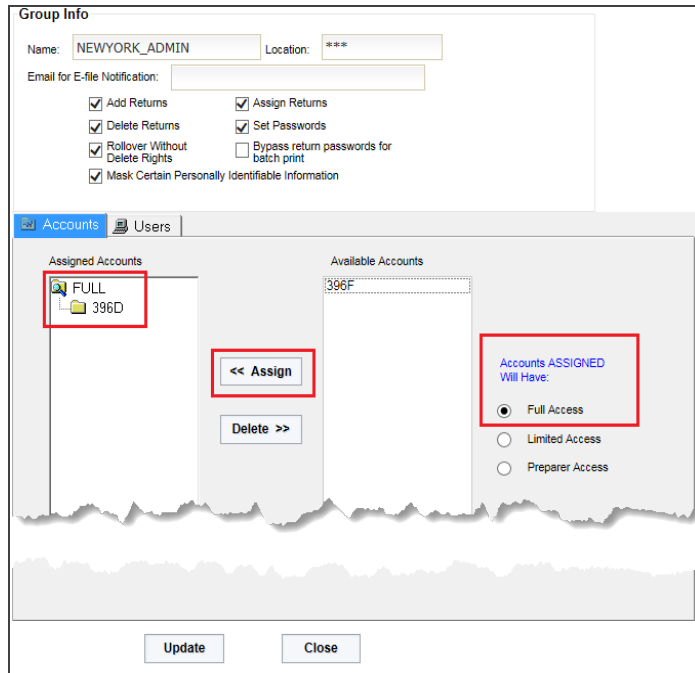 Group Info
Name: NEWYORK_ADMIN Location: ***
Email for E-file Notification:
Add Returns Assign Returns
Delete Returns Set Passwords
Rollover Without Delete Rights Bypass return passwords for batch print
Mask Certain Personally Identifiable Information
Accounts Users
Assigned Accounts Available Accounts
FULL 396F
396D
<< Assign
Accounts ASSIGNED
Will Have:
Full Access
Delete >>
Limited Access
Preparer Access
Update Close